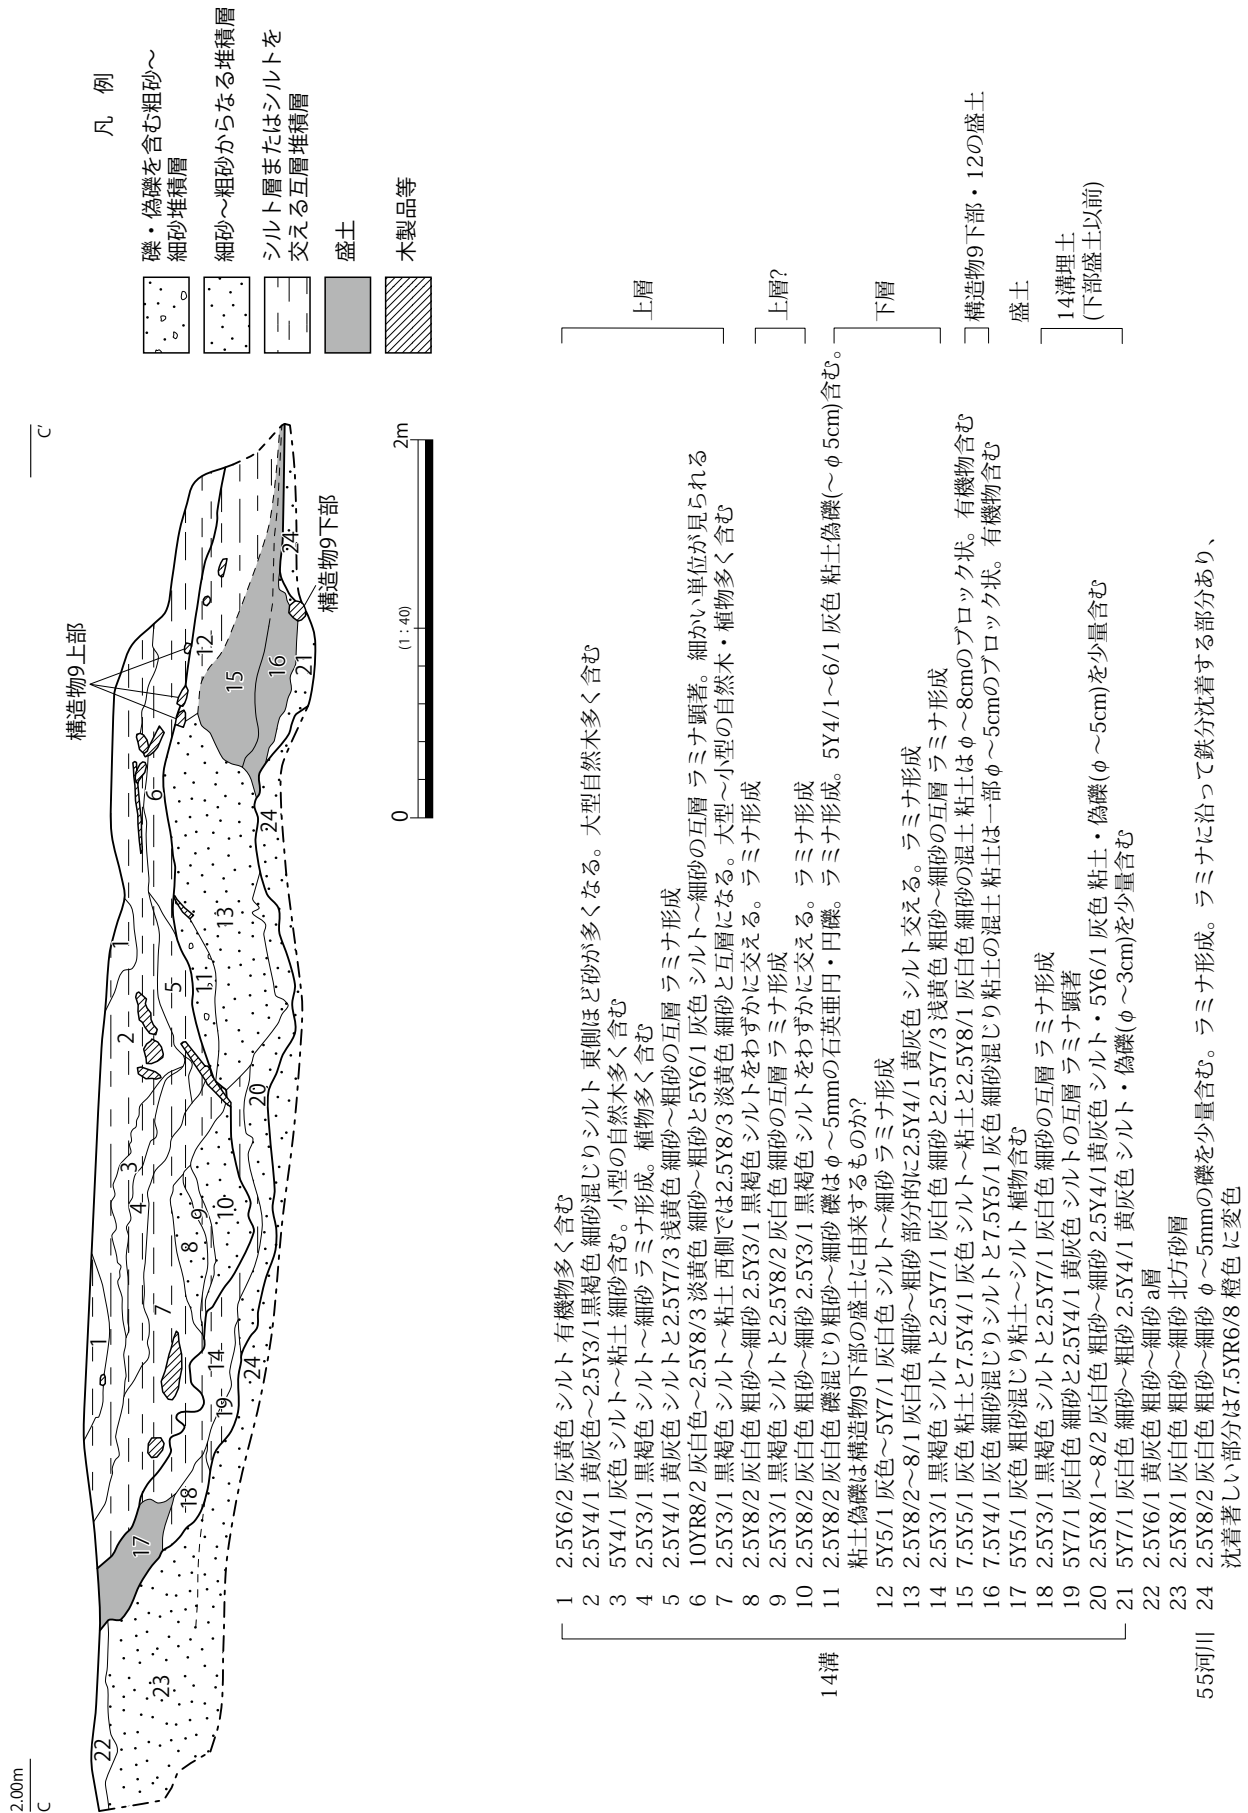 2.00m
C
C'
構造物9上部
構造物9下部
1
1
2
3
4
5
6
7
8
9
10
11
12
13
14
15
16
17
18
19
20
21
22
23
24
24
24
0
(1:40)
2m
凡 例
礫・偽礫を含む粗砂～
細砂堆積層
細砂～粗砂からなる堆積層
シルト層またはシルトを
交える互層堆積層
盛土
木製品等
14溝
1 2.5Y6/2 灰黄色 シルト 有機物多く含む
2 2.5Y4/1 黄灰色～2.5Y3/1黒褐色 細砂混じりシルト 東側ほど砂が多くなる。大型自然木多く含む
3 5Y4/1 灰色 シルト～粘土 細砂含む。小型の自然木多く含む
4 2.5Y3/1 黒褐色 シルト～細砂 ラミナ形成。植物多く含む
5 2.5Y4/1 黄灰色 シルトと2.5Y7/3 浅黄色 細砂～粗砂の互層 ラミナ形成
6 10YR8/2 灰白色～2.5Y8/3 淡黄色 細砂～粗砂と5Y6/1 灰色 シルト～細砂の互層 ラミナ顕著。細かい単位が見られる
7 2.5Y3/1 黒褐色 シルト～粘土 西側では2.5Y8/3 淡黄色 細砂と互層になる。大型～小型の自然木・植物多く含む
上層
8 2.5Y8/2 灰白色 粗砂～細砂 2.5Y3/1 黒褐色 シルトをわずかに交える。ラミナ形成
9 2.5Y3/1 黒褐色 シルトと2.5Y8/2 灰白色 細砂の互層 ラミナ形成
10 2.5Y8/2 灰白色 粗砂～細砂 2.5Y3/1 黒褐色 シルトをわずかに交える。ラミナ形成
上層?
11 2.5Y8/2 灰白色 礫混じり粗砂～細砂 礫はφ～5mmの石英亜円・円礫。ラミナ形成。5Y4/1～6/1 灰色 粘土偽礫(～φ5cm)含む。
粘土偽礫は構造物9下部の盛土に由来するものか?
12 5Y5/1 灰色～5Y7/1 灰白色 シルト～細砂 ラミナ形成
13 2.5Y8/2～8/1 灰白色 細砂～粗砂 部分的に2.5Y4/1 黄灰色 シルト交える。ラミナ形成
14 2.5Y3/1 黒褐色 シルトと2.5Y7/1 灰白色 細砂と2.5Y7/3 浅黄色 粗砂～細砂の互層 ラミナ形成
下層
15 7.5Y5/1 灰色 粘土と7.5Y4/1 灰色 シルト～粘土と2.5Y8/1 灰白色 細砂の混土 粘土はφ～8cmのブロック状。有機物含む
16 7.5Y4/1 灰色 細砂混じりシルトと7.5Y5/1 灰色 細砂混じり粘土の混土 粘土は一部φ～5cmのブロック状。有機物含む
構造物9下部・12の盛土
17 5Y5/1 灰色 粗砂混じり粘土～シルト 植物含む
盛土
18 2.5Y3/1 黒褐色 シルトと2.5Y7/1 灰白色 細砂の互層 ラミナ形成
19 5Y7/1 灰白色 細砂と2.5Y4/1 黄灰色 シルトの互層 ラミナ顕著
20 2.5Y8/1～8/2 灰白色 粗砂～細砂 2.5Y4/1黄灰色 シルト・5Y6/1 灰色 粘土・偽礫(φ～5cm)を少量含む
21 5Y7/1 灰白色 細砂～粗砂 2.5Y4/1 黄灰色 シルト・偽礫(φ～3cm)を少量含む
14溝埋土
(下部盛土以前)
22 2.5Y6/1 黄灰色 粗砂～細砂 a層
23 2.5Y8/1 灰白色 粗砂～細砂 北方砂層
55河川 24 2.5Y8/2 灰白色 粗砂～細砂 φ～5mmの礫を少量含む。ラミナ形成。ラミナに沿って鉄分沈着する部分あり、
沈着著しい部分は7.5YR6/8 橙色 に変色